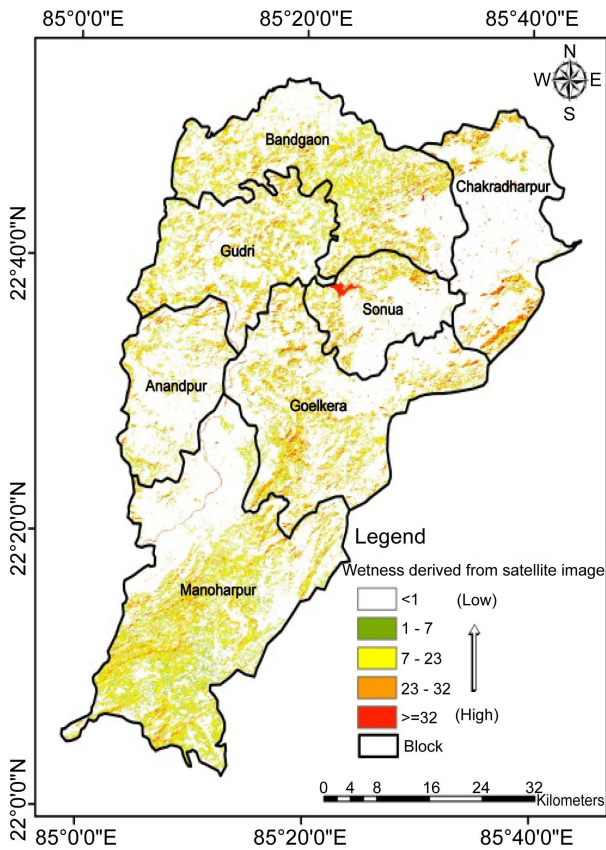 85°0'0"E 85°20'0"E 85°40'0"E
N
W E
S
Bandgaon
Chakradharpur
22°40'0"N
Gudri
Sonua
Anandpur
Goelkera
22°20'0"N
Legend
Wetness derived from satellite image
Manoharpur
<1 (Low)
1 - 7
7 - 23
23 - 32
>=32 (High)
Block
0 4 8 16 24 32
Kilometers
22°0'0"N
85°0'0"E 85°20'0"E 85°40'0"E